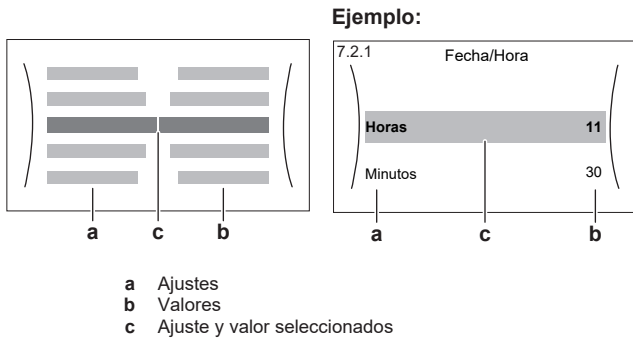 Ejemplo:
7.2.1 Fecha/Hora
Horas 11
Minutos 30
a c b
a c b
a Ajustes
b Valores
c Ajuste y valor seleccionados